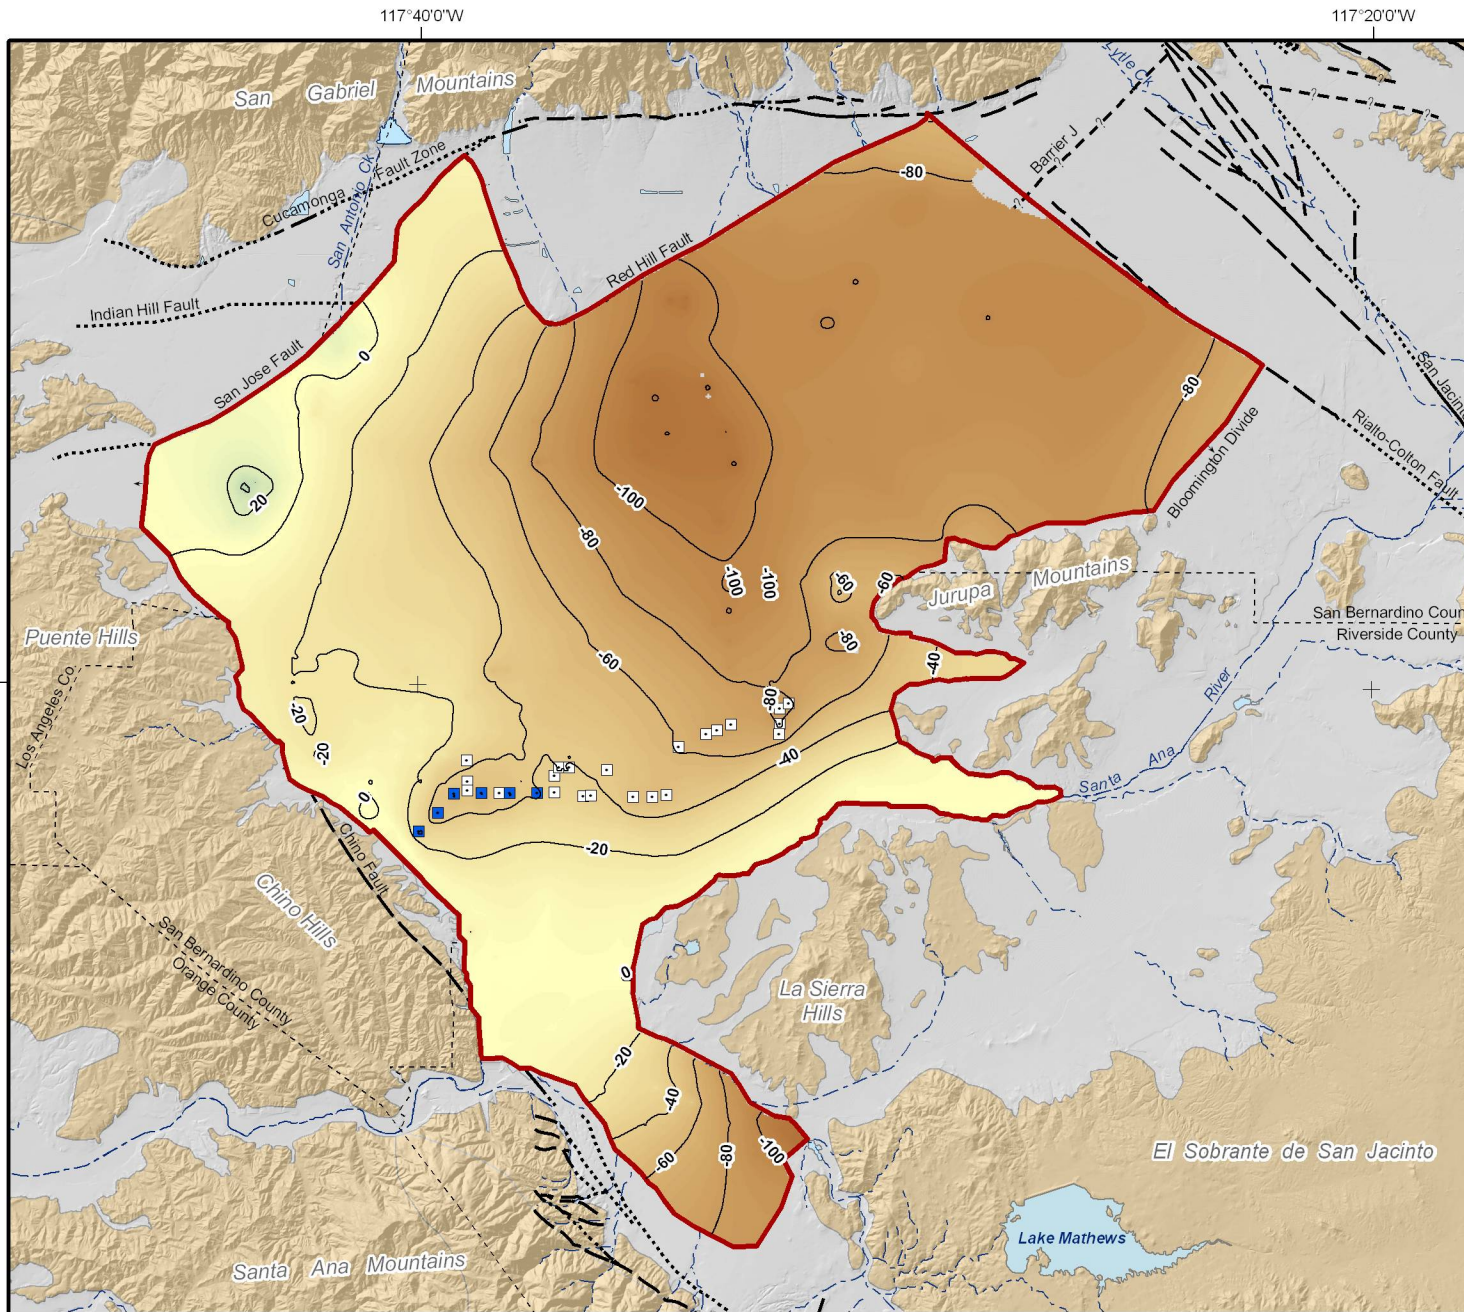 117°40'0"W
117°20'0"W
San Gabriel Mountains
Lytle Ck
Barrier J
Cucamonga Fault Zone
San Antonio Ck
-80
Red Hill Fault
Indian Hill Fault
0
San Jose Fault
San Jacinto
-80
Rialto-Colton Fault
Bloomington Divide
-20
-100
-80
-100
-100
-60
-60
Jurupa Mountains
San Bernardino Coun
Riverside County
Puente Hills
-80
-60
-40
Los Angeles Co.
-20
-80
River
-20
-40
Santa Ana
0
-20
Chino Fault
Chino Hills
San Bernardino County
Orange County
0
La Sierra
Hills
-20
-40
-60
-80
-100
El Sobrante de San Jacinto
Lake Mathews
Santa Ana Mountains